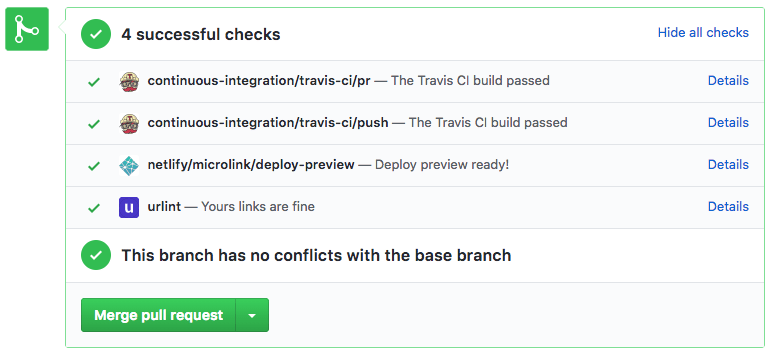 4 successful checks Hide all checks
continuous-integration/travis-ci/pr — The Travis CI build passed Details
continuous-integration/travis-ci/push — The Travis CI build passed Details
netlify/microlink/deploy-preview — Deploy preview ready! Details
u urlint — Yours links are fine Details
This branch has no conflicts with the base branch
Merge pull request